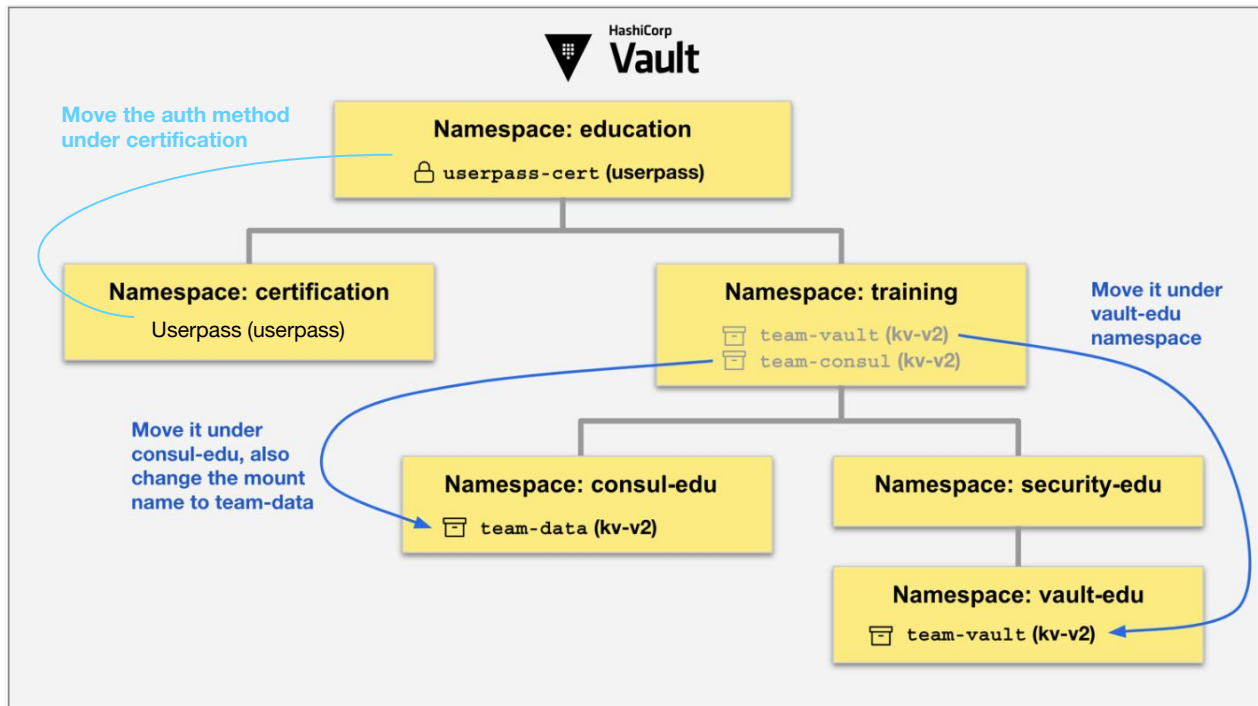 HashiCorp
Vault
Move the auth method
under certification
Namespace: education
userpass-cert (userpass)
Namespace: certification
Userpass (userpass)
Namespace: training
team-vault (kv-v2)
team-consul (kv-v2)
Move it under
vault-edu
namespace
Move it under
consul-edu, also
change the mount
name to team-data
Namespace: consul-edu
team-data (kv-v2)
Namespace: security-edu
Namespace: vault-edu
team-vault (kv-v2)